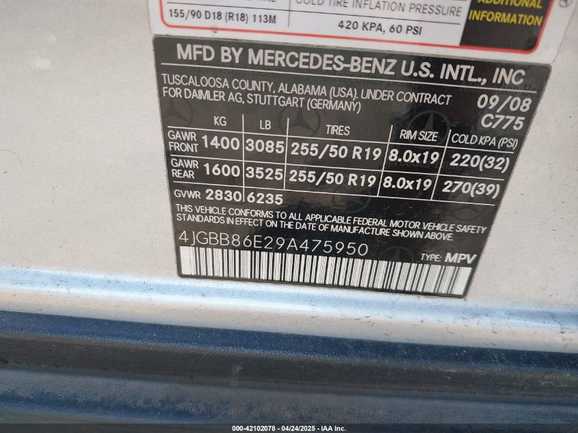 ADDITIONAL
COLD TIRE INFLATION PRESSURE
INFORMATION
155/90 D18 (R18) 113M
420 KPA, 60 PSI
MFD BY MERCEDES-BENZ U.S. INTL., INC
TUSCALOOSA COUNTY, ALABAMA (USA). UNDER CONTRACT
FOR DAIMLER AG, STUTTGART (GERMANY)
09/08
C775
KG LB TIRES RIM SIZE COLD KPA (PSI)
GAWR FRONT 1400 3085 255/50 R19 8.0x19 220(32)
GAWR REAR 1600 3525 255/50 R19 8.0x19 270(39)
GVWR 2830 6235
THIS VEHICLE CONFORMS TO ALL APPLICABLE FEDERAL MOTOR VEHICLE SAFETY
STANDARDS IN EFFECT ON THE DATE OF MANUFACTURE SHOWN ABOVE.
4JGBB86E29A475950
TYPE: MPV
000-42102078 - 04/24/2025 - IAA Inc.